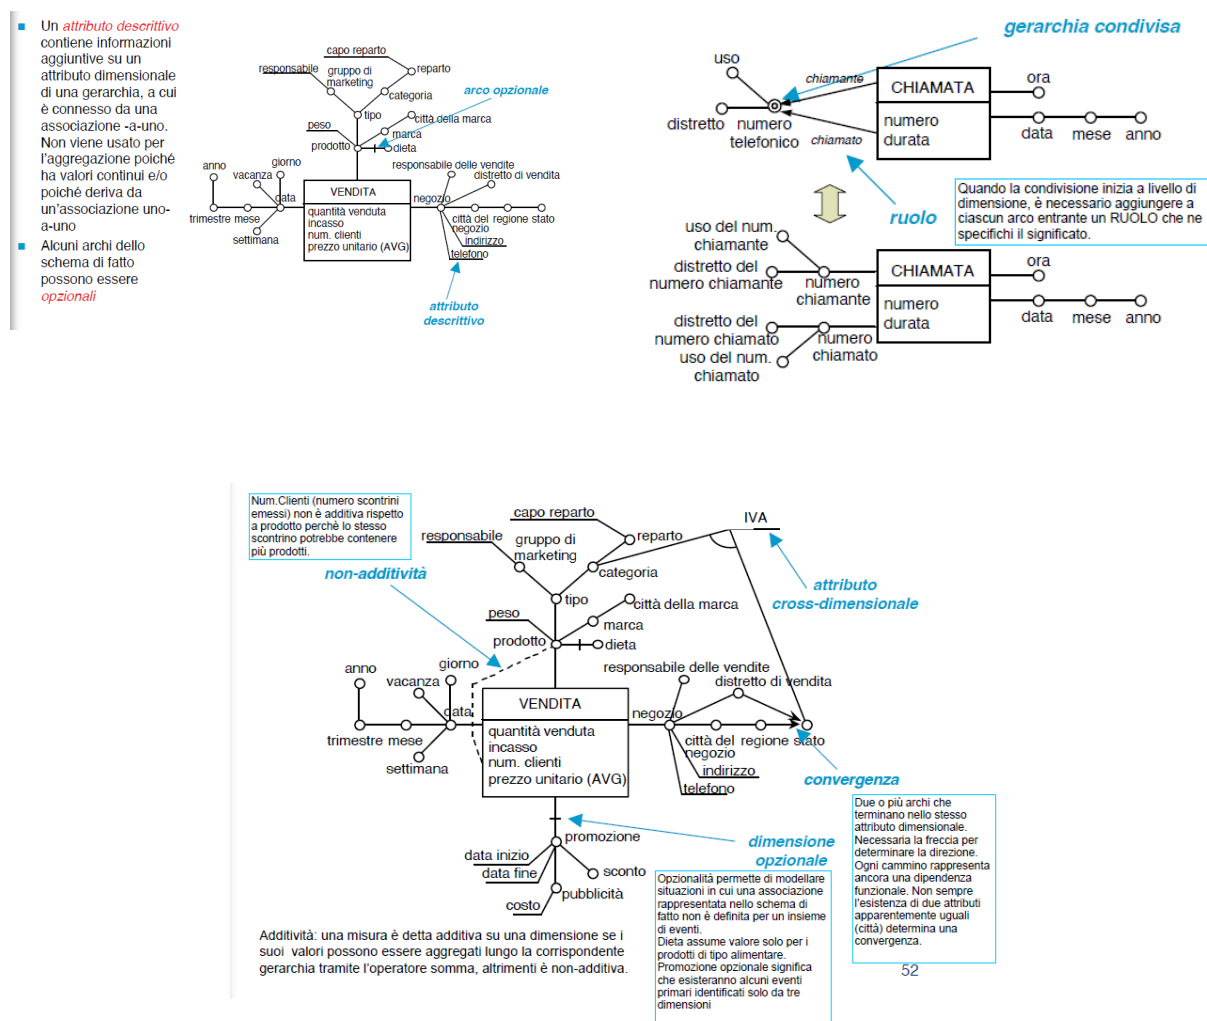 Un attributo descrittivo
contiene informazioni
aggiuntive su un
attributo dimensionale
di una gerarchia, a cui
è connesso da una
associazione -a-uno.
Non viene usato per
l'aggregazione poiché
ha valori continui e/o
poiché deriva da
un'associazione uno-
a-uno
Alcuni archi dello
schema di fatto
possono essere
opzionali
capo reparto
responsabile
gruppo di
marketing
reparto
categoria
arco opzionale
tipo
città della marca
peso
marca
prodotto
dieta
anno
giorno
vacanza
responsabile delle vendite
distretto di vendita
data
VENDITA
negozio
trimestre mese
settimana
quantità venduta
incasso
num. clienti
prezzo unitario (AVG)
città del regione stato
negozio
indirizzo
telefono
attributo
descrittivo
gerarchia condivisa
uso
chiamante
CHIAMATA
ora
distretto
numero
telefonico
chiamato
numero
durata
data
mese
anno
ruolo
Quando la condivisione inizia a livello di
dimensione, è necessario aggiungere a
ciascun arco entrante un RUOLO che ne
specifichi il significato.
uso del num.
chiamante
distretto del
numero chiamante
numero
chiamante
CHIAMATA
ora
numero
durata
data
mese
anno
distretto del
numero chiamato
uso del num.
chiamato
numero
chiamato
Num.Clienti (numero scontrini
emessi) non è additiva rispetto
a prodotto perchè lo stesso
scontrino potrebbe contenere
più prodotti.
non-additività
capo reparto
IVA
responsabile
gruppo di
marketing
reparto
categoria
attributo
cross-dimensionale
tipo
città della marca
peso
marca
prodotto
dieta
anno
giorno
vacanza
responsabile delle vendite
distretto di vendita
data
VENDITA
negozio
trimestre mese
settimana
quantità venduta
incasso
num. clienti
prezzo unitario (AVG)
città del regione stato
negozio
indirizzo
telefono
convergenza
Due o più archi che
terminano nello stesso
attributo dimensionale.
Necessaria la freccia per
determinare la direzione.
Ogni cammino rappresenta
ancora una dipendenza
funzionale. Non sempre
l'esistenza di due attributi
apparentemente uguali
(città) determina una
convergenza.
promozione
data inizio
data fine
sconto
pubblicità
costo
dimensione
opzionale
Opzionalità permette di modellare
situazioni in cui una associazione
rappresentata nello schema di
fatto non è definita per un insieme
di eventi.
Dieta assume valore solo per i
prodotti di tipo alimentare.
Promozione opzionale significa
che esisteranno alcuni eventi
primari identificati solo da tre
dimensioni
Additività: una misura è detta additiva su una dimensione se i
suoi valori possono essere aggregati lungo la corrispondente
gerarchia tramite l'operatore somma, altrimenti è non-additiva.
52